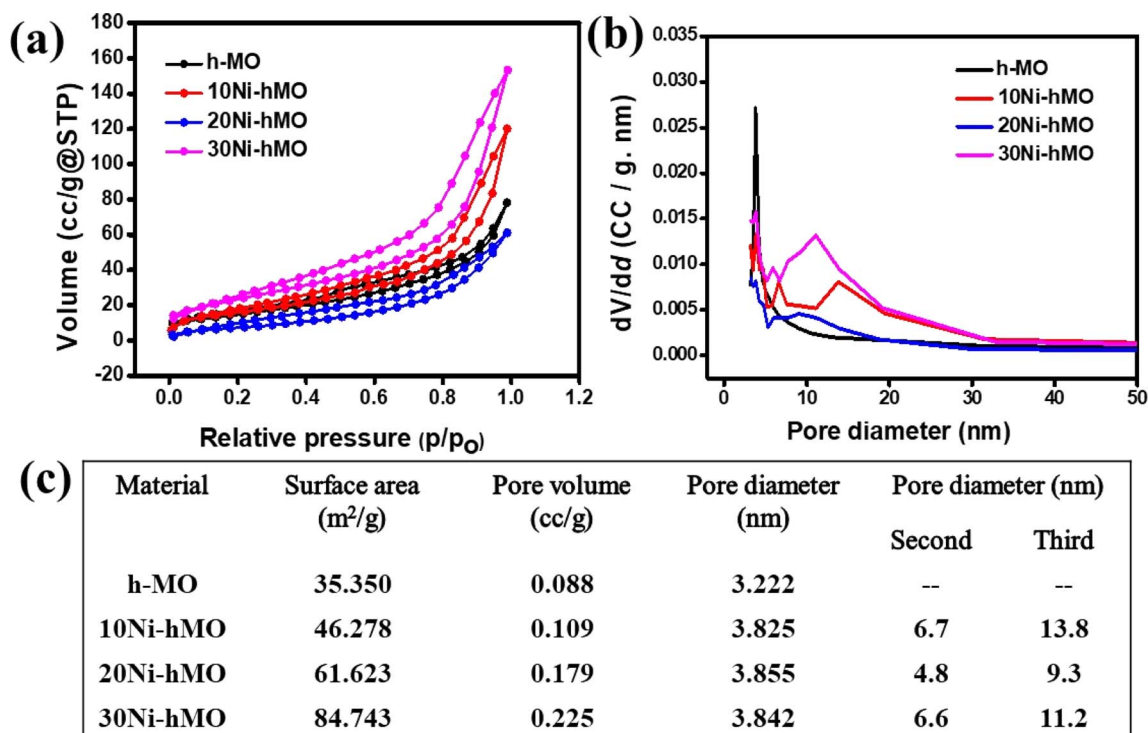 (a)
180
160
140
120
100
80
60
40
20
0
-20
Volume (cc/g@STP)
h-MO
10Ni-hMO
20Ni-hMO
30Ni-hMO
0.0 0.2 0.4 0.6 0.8 1.0 1.2
Relative pressure (p/pO)
(b)
0.035
0.030
0.025
0.020
0.015
0.010
0.005
0.000
dV/dd (CC / g. nm)
h-MO
10Ni-hMO
20Ni-hMO
30Ni-hMO
0 10 20 30 40 50
Pore diameter (nm)
(c)
Material Surface area Pore volume Pore diameter Pore diameter (nm)
(m²/g) (cc/g) (nm)
Second Third
h-MO 35.350 0.088 3.222 -- --
10Ni-hMO 46.278 0.109 3.825 6.7 13.8
20Ni-hMO 61.623 0.179 3.855 4.8 9.3
30Ni-hMO 84.743 0.225 3.842 6.6 11.2